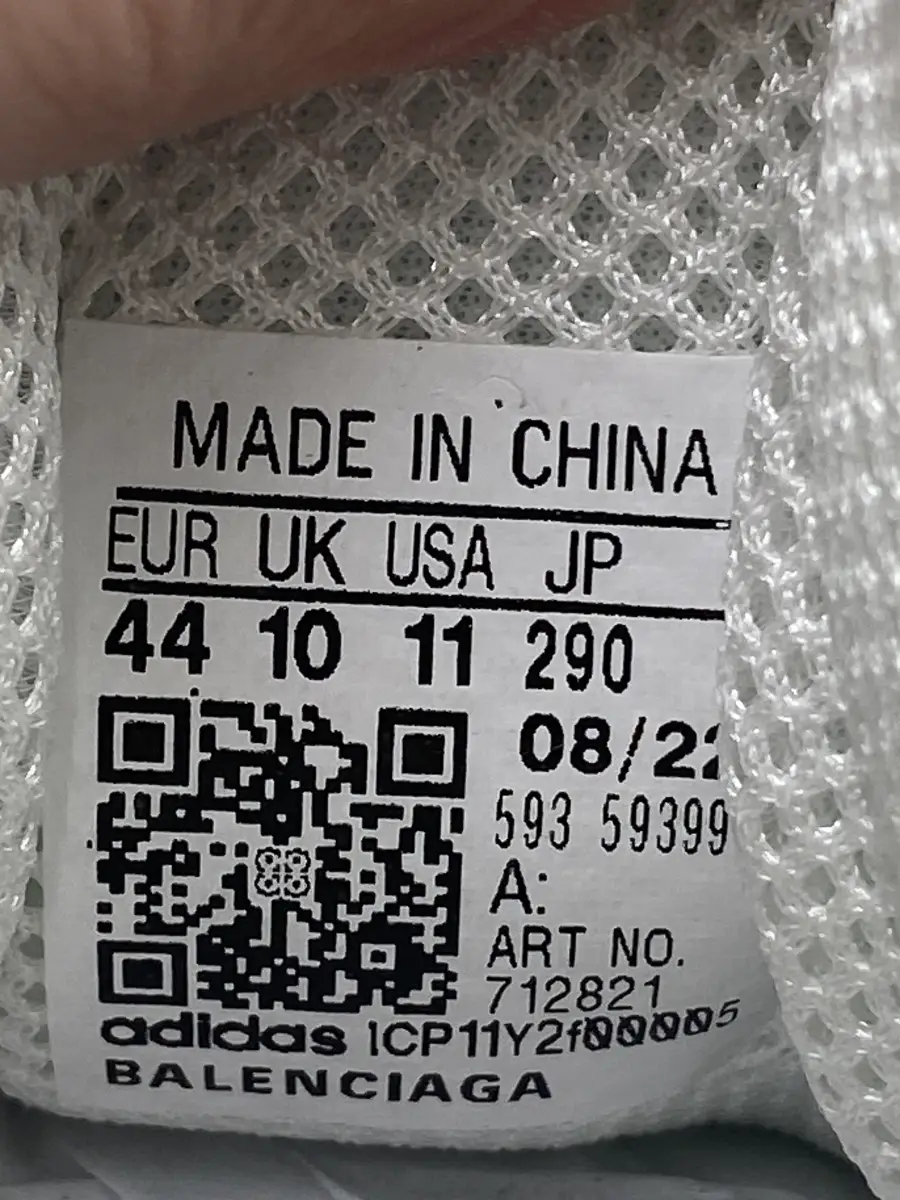 MADE IN CHINA
EUR UK USA JP
44 10 11 290
08/22
593 59399
A:
ART NO.
712821
adidas 1CP11Y2f000005
BALENCIAGA